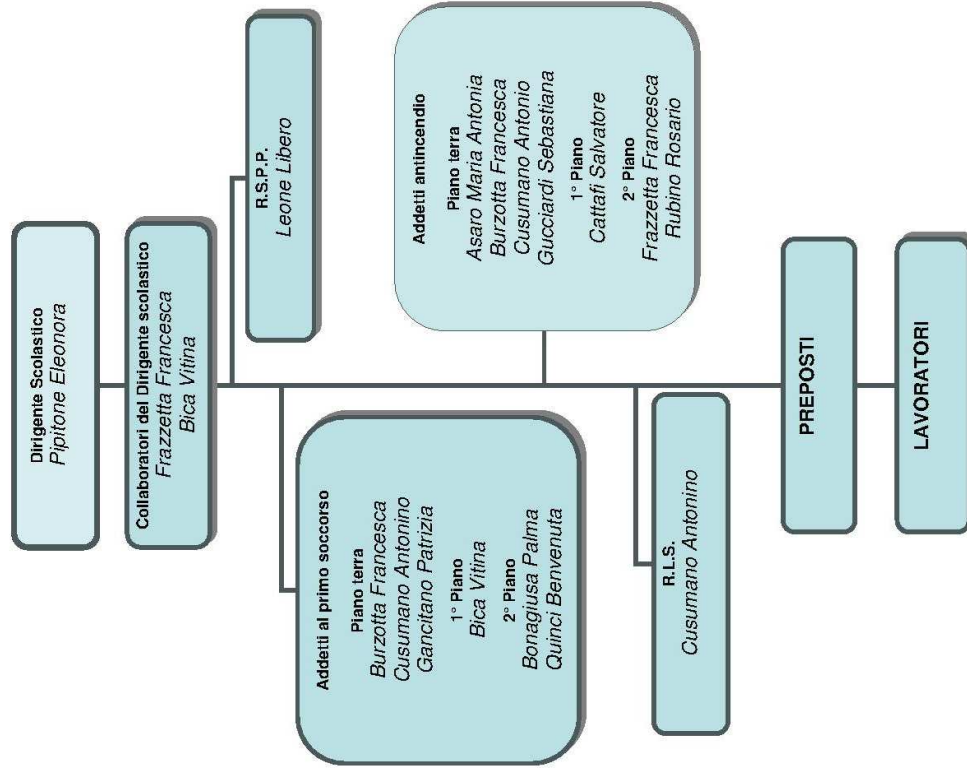 Dirigente Scolastico
Pipitone Eleonora
Collaboratori del Dirigente scolastico
Frazzetta Francesca
Bica Vitina
R.S.P.P.
Leone Libero
Addetti al primo soccorso
Piano terra
Burzotta Francesca
Cusumano Antonino
Gancitano Patrizia
1° Piano
Bica Vitina
2° Piano
Bonagiusa Palma
Quinci Benvenuta
Addetti antincendio
Piano terra
Asaro Maria Antonia
Burzotta Francesca
Cusumano Antonio
Gucciardi Sebastiana
1° Piano
Cattafi Salvatore
2° Piano
Frazzetta Francesca
Rubino Rosario
R.L.S.
Cusumano Antonino
PREPOSTI
LAVORATORI